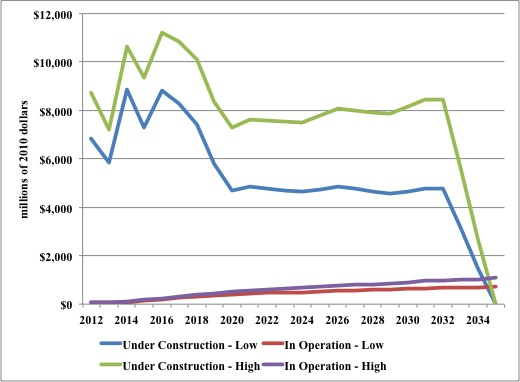 $12,000
$10,000
$8,000
$6,000
$4,000
$2,000
$0
millions of 2010 dollars
2012 2014 2016 2018 2020 2022 2024 2026 2028 2030 2032 2034
Under Construction - Low In Operation - Low
Under Construction - High In Operation - High